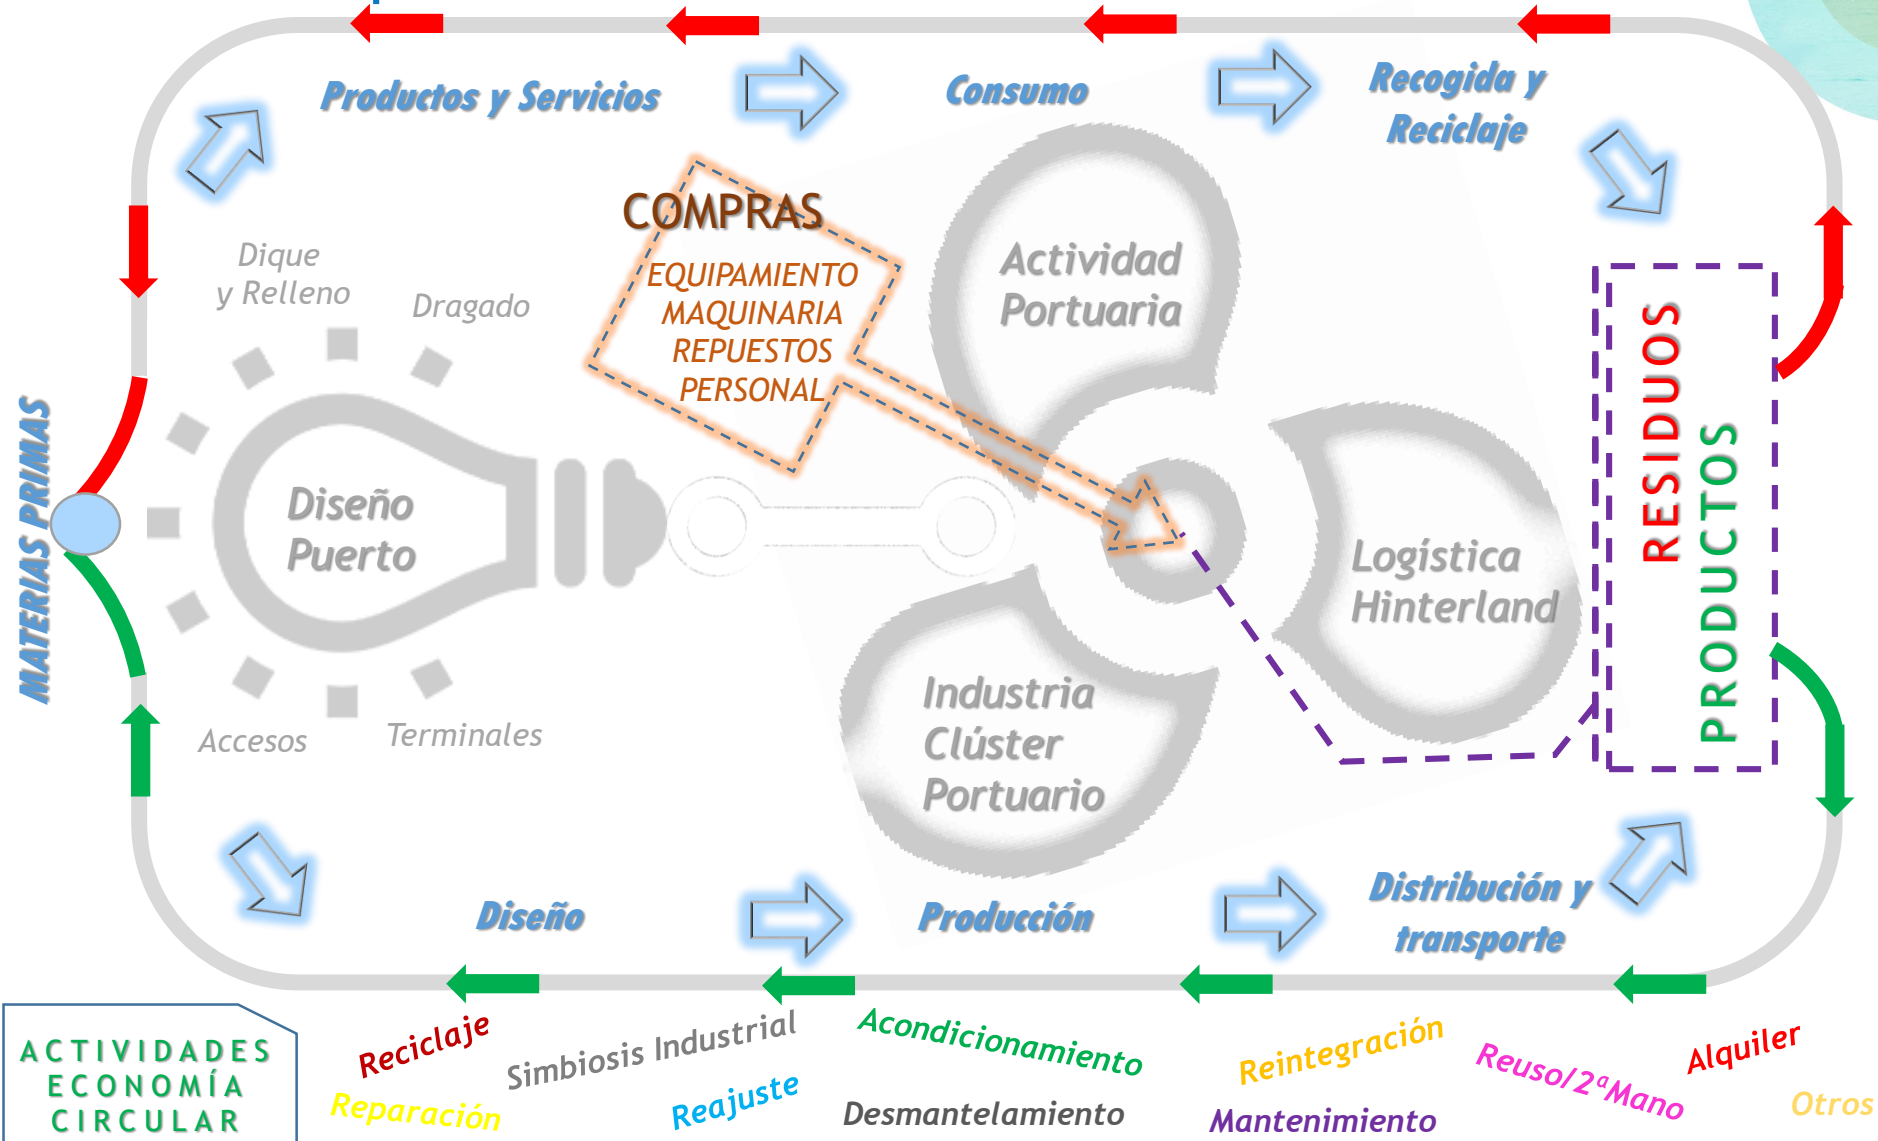 Productos y Servicios
Consumo
Recogida y
Reciclaje
COMPRAS
EQUIPAMIENTO
MAQUINARIA
REPUESTOS
PERSONAL
Dique
y Relleno
Dragado
Actividad
Portuaria
MATERIAS PRIMAS
Diseño
Puerto
Logística
Hinterland
RESIDUOS
PRODUCTOS
Industria
Clúster
Portuario
Accesos
Terminales
Diseño
Producción
Distribución y
transporte
ACTIVIDADES
ECONOMÍA
CIRCULAR
Reciclaje
Simbiosis Industrial
Acondicionamiento
Reintegración
Reuso/2ªMano
Alquiler
Reparación
Reajuste
Desmantelamiento
Mantenimiento
Otros